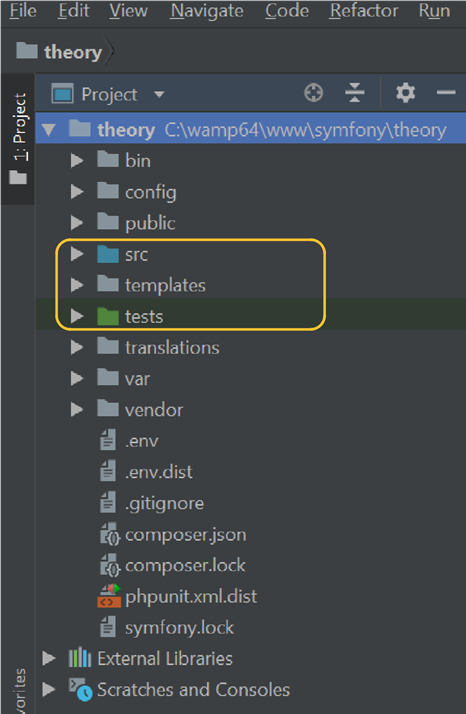 File Edit View Navigate Code Refactor Run
theory
1: Project
Project
theory C:\wamp64\www\symfony\theory
bin
config
public
src
templates
tests
translations
var
vendor
.env
.env.dist
.gitignore
composer.json
composer.lock
phpunit.xml.dist
symfony.lock
External Libraries
Scratches and Consoles